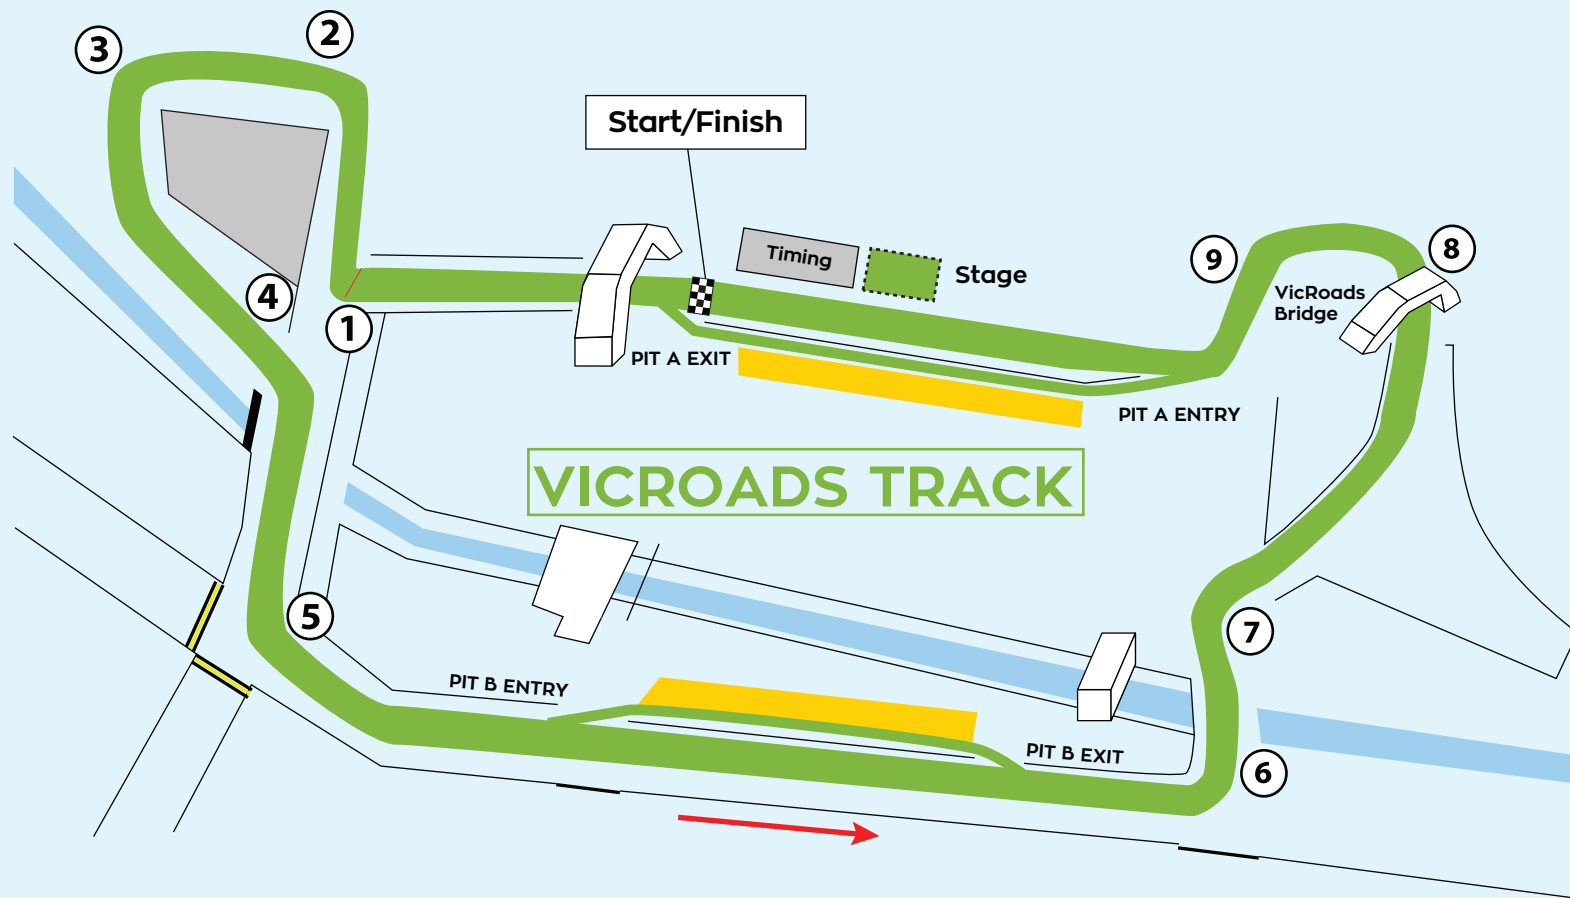 2
3
Start/Finish
Timing
Stage
9
8
VicRoads
Bridge
4
1
PIT A EXIT
PIT A ENTRY
VICROADS TRACK
5
7
PIT B ENTRY
PIT B EXIT
6